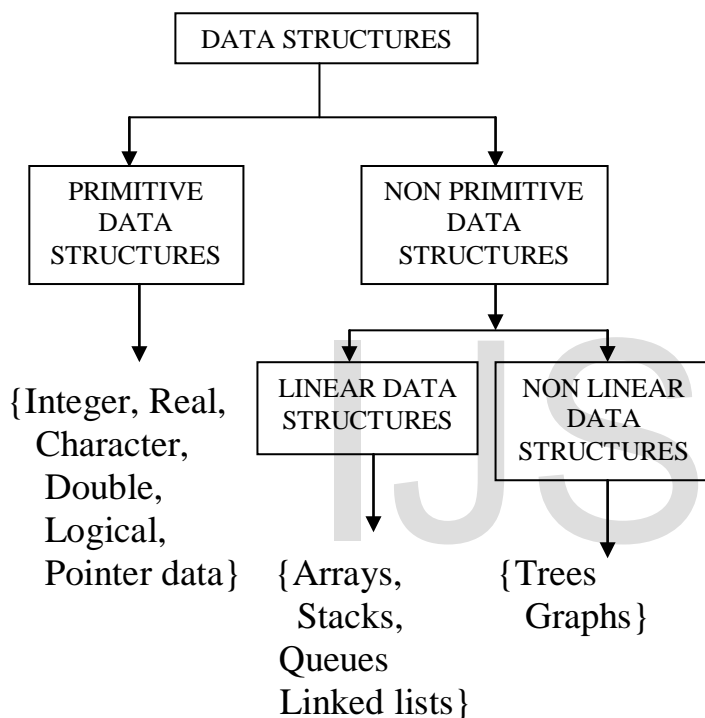 DATA STRUCTURES
PRIMITIVE
DATA
STRUCTURES
NON PRIMITIVE
DATA
STRUCTURES
{Integer, Real,
Character,
Double,
Logical,
Pointer data}
LINEAR DATA
STRUCTURES
NON LINEAR
DATA
STRUCTURES
{Arrays,
Stacks,
Queues
Linked lists}
{Trees
Graphs}
IJS